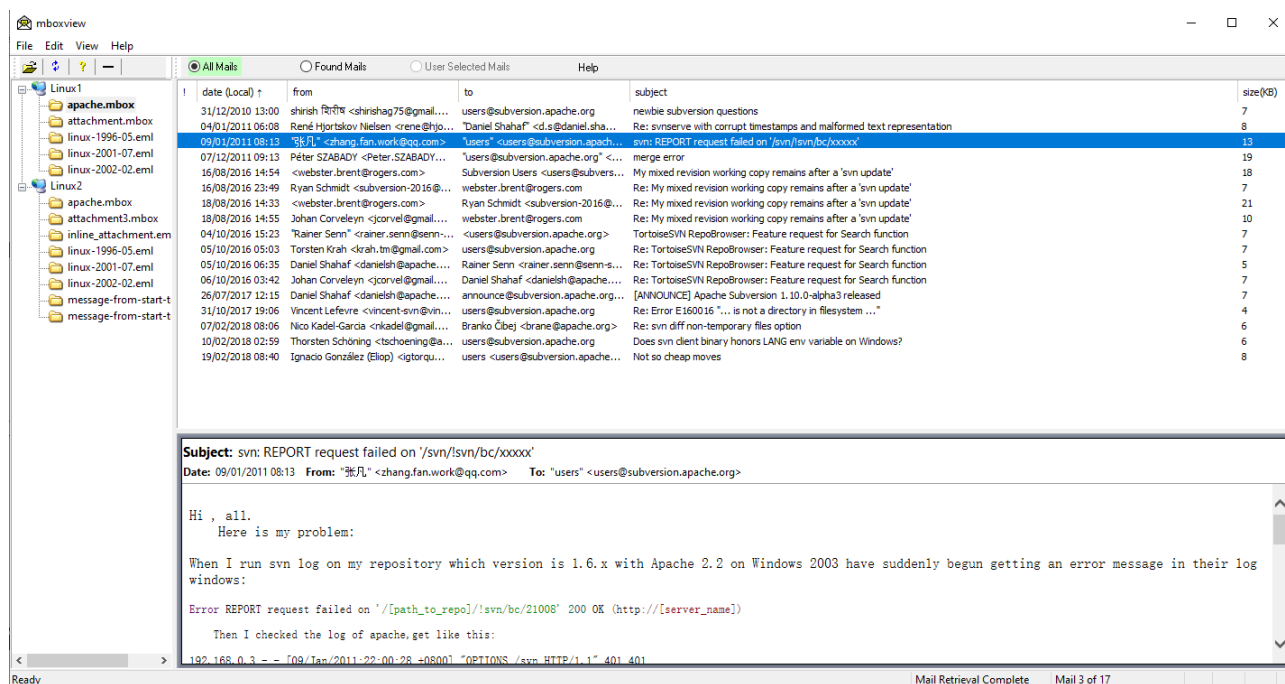 mboxview
File Edit View Help
? All Mails Found Mails User Selected Mails Help
Linux1
apache.mbox
attachment.mbox
linux-1996-05.eml
linux-2001-07.eml
linux-2002-02.eml
Linux2
apache.mbox
attachment3.mbox
inline_attachment.em
linux-1996-05.eml
linux-2001-07.eml
linux-2002-02.eml
message-from-start-t
message-from-start-t
! date (Local) ↑ from to subject size(KB)
31/12/2010 13:00 shirish शिरीष <shirishag75@gmail.... users@subversion.apache.org newbie subversion questions 7
04/01/2011 06:08 René Hjortskov Nielsen <rene@hjo... "Daniel Shahaf" <d.s@daniel.sha... Re: svnserve with corrupt timestamps and malformed text representation 8
09/01/2011 08:13 "张凡" <zhang.fan.work@qq.com> "users" <users@subversion.apach... svn: REPORT request failed on '/svn/!svn/bc/xxxxx' 13
07/12/2011 09:13 Péter SZABADY <Peter.SZABADY... "users@subversion.apache.org" <... merge error 19
16/08/2016 14:54 <webster.brent@rogers.com> Subversion Users <users@subvers... My mixed revision working copy remains after a 'svn update' 18
16/08/2016 23:49 Ryan Schmidt <subversion-2016@... webster.brent@rogers.com Re: My mixed revision working copy remains after a 'svn update' 7
18/08/2016 14:33 <webster.brent@rogers.com> Ryan Schmidt <subversion-2016@... Re: My mixed revision working copy remains after a 'svn update' 21
18/08/2016 14:55 Johan Corveleyn <jcorvel@gmail.... webster.brent@rogers.com Re: My mixed revision working copy remains after a 'svn update' 10
04/10/2016 15:23 "Rainer Senn" <rainer.senn@senn-... <users@subversion.apache.org> TortoiseSVN RepoBrowser: Feature request for Search function 7
05/10/2016 05:03 Torsten Krah <krah.tm@gmail.com> users@subversion.apache.org Re: TortoiseSVN RepoBrowser: Feature request for Search function 7
05/10/2016 06:35 Daniel Shahaf <danielsh@apache.... Rainer Senn <rainer.senn@senn-s... Re: TortoiseSVN RepoBrowser: Feature request for Search function 5
06/10/2016 03:42 Johan Corveleyn <jcorvel@gmail.... Daniel Shahaf <danielsh@apache.... Re: TortoiseSVN RepoBrowser: Feature request for Search function 7
26/07/2017 12:15 Daniel Shahaf <danielsh@apache.... announce@subversion.apache.org... [ANNOUNCE] Apache Subversion 1.10.0-alpha3 released 7
31/10/2017 19:06 Vincent Lefevre <vincent-svn@vin... users@subversion.apache.org Re: Error E160016 "... is not a directory in filesystem ..." 4
07/02/2018 08:06 Nico Kadel-Garcia <nkadel@gmail.... Branko Čibej <brane@apache.org> Re: svn diff non-temporary files option 6
10/02/2018 02:59 Thorsten Schöning <tschoening@a... users@subversion.apache.org Does svn client binary honors LANG env variable on Windows? 6
19/02/2018 08:40 Ignacio González (Eliop) <igtorqu... users <users@subversion.apache... Not so cheap moves 8
Subject: svn: REPORT request failed on '/svn/!svn/bc/xxxxx'
Date: 09/01/2011 08:13 From: "张凡" <zhang.fan.work@qq.com> To: "users" <users@subversion.apache.org>
Hi , all.
Here is my problem:
When I run svn log on my repository which version is 1.6.x with Apache 2.2 on Windows 2003 have suddenly begun getting an error message in their log
windows:
Error REPORT request failed on '/[path_to_repo]/!svn/bc/21008' 200 OK (http://[server_name])
Then I checked the log of apache,get like this:
192.168.0.3 - - [09/Jan/2011:22:00:28 +0800] "OPTIONS /svn HTTP/1.1" 401 401
Ready Mail Retrieval Complete Mail 3 of 17